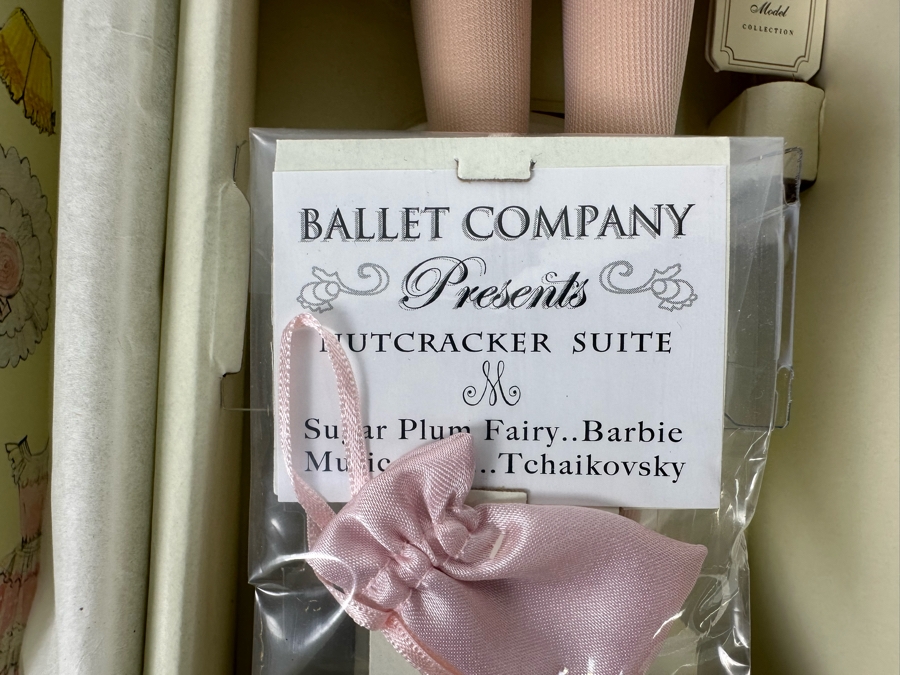 Model
COLLECTION
BALLET COMPANY
Presents
NUTCRACKER SUITE
M
Sugar Plum Fairy..Barbie
Music ..Tchaikovsky